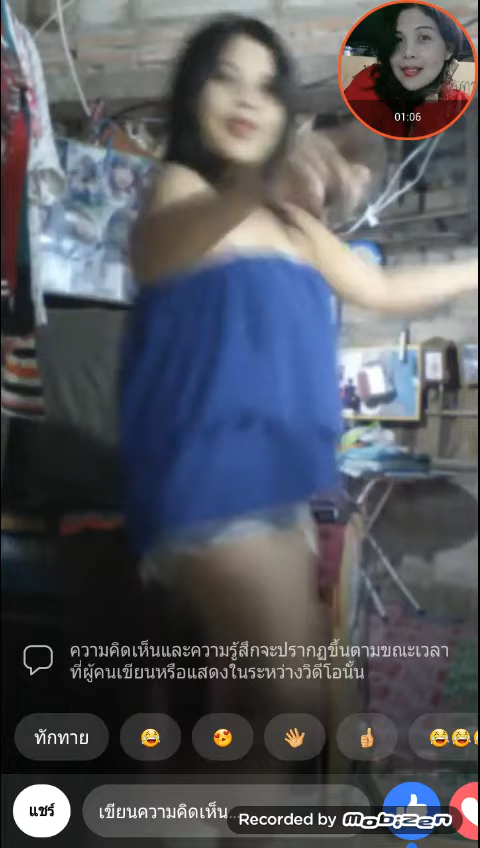 01:06
ความคิดเห็นและความรู้สึกจะปรากฏขึ้นตามขณะเวลา
ที่ผู้คนเขียนหรือแสดงในระหว่างวิดีโอนั้น
ทักทาย
แชร์
เขียนความคิดเห็น...
Recorded by mobizen